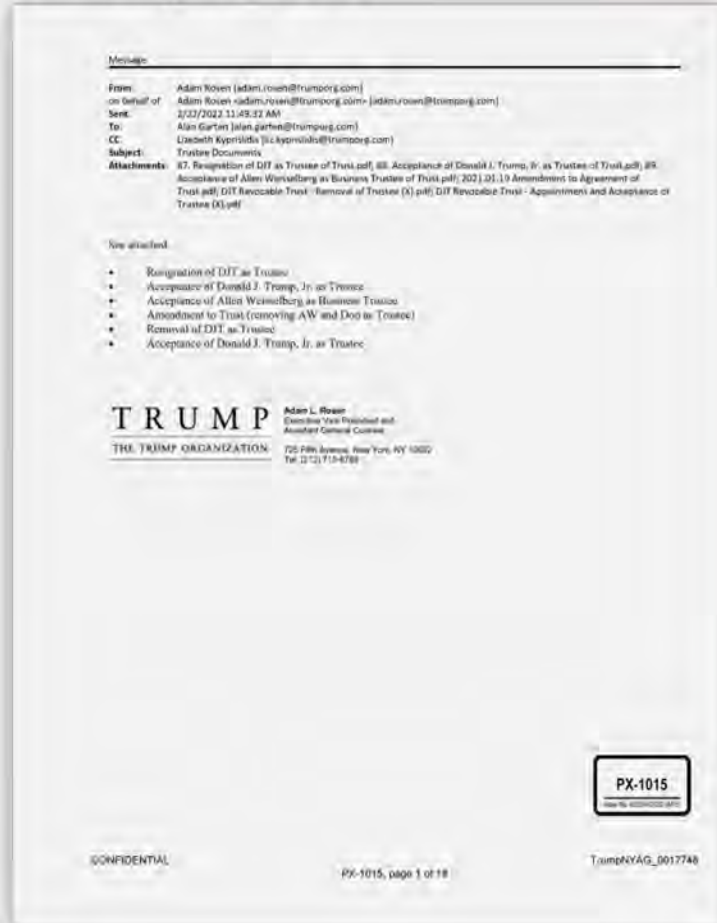 Message
From: Adam Rosen [adam.rosen@trumporg.com]
on behalf of Adam Rosen <adam.rosen@trumporg.com> [adam.rosen@trumporg.com]
Sent: 2/22/2022 11:49:32 AM
To: Alan Garten [alan.garten@trumporg.com]
CC: Lizebeth Kyprislidis
Subject: Trustee Documents
Attachments: 87. Resignation of DJT as Trustee of Trust.pdf; 88. Acceptance of Donald J. Trump, Jr. as Trustee of Trust.pdf; 89.
Acceptance of Allen Weisselberg as Business Trustee of Trust.pdf; 2021.01.19 Amendment to Agreement of
Trust.pdf; DJT Revocable Trust - Removal of Trustee (X).pdf; DJT Revocable Trust - Appointment and Acceptance of
Trustee (X).pdf
See attached
• Resignation of DJT as Trustee
• Acceptance of Donald J. Trump, Jr. as Trustee
• Acceptance of Allen Weisselberg as Business Trustee
• Amendment to Trust (removing AW and Don as Trustee)
• Removal of DJT as Trustee
• Acceptance of Donald J. Trump, Jr. as Trustee
TRUMP
THE TRUMP ORGANIZATION
Adam L. Rosen
Executive Vice President and
Assistant General Counsel
725 Fifth Avenue, New York, NY 10022
PX-1015
CONFIDENTIAL
PX-1015, page 1 of 18
TrumpNYAG_0017748